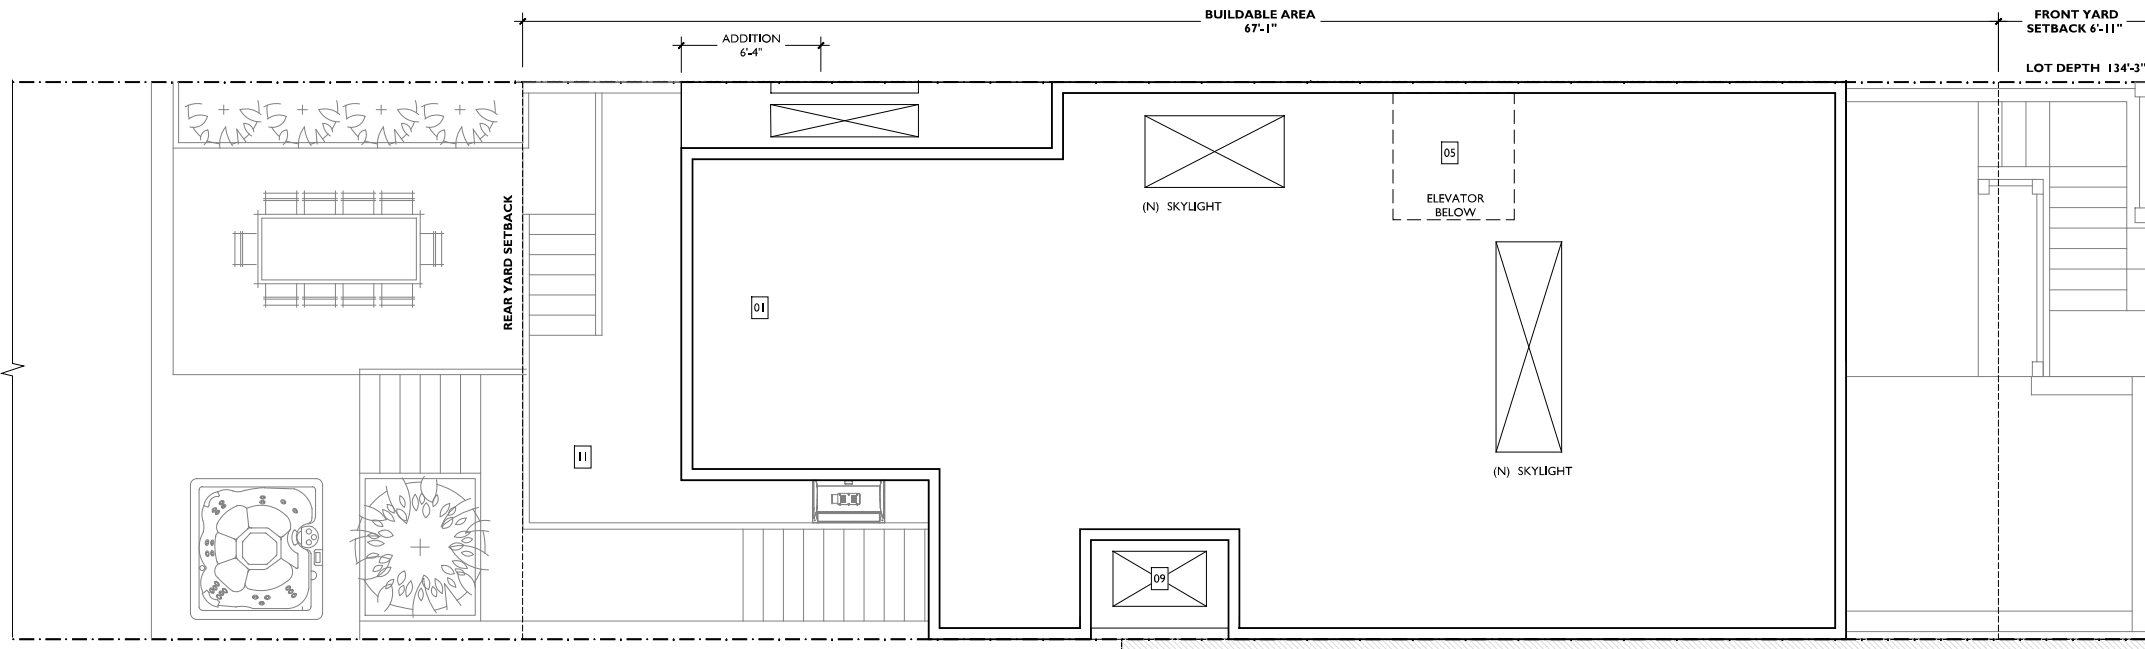 BUILDABLE AREA
67'-1"
FRONT YARD
SETBACK 6'-11"
ADDITION
6'-4"
LOT DEPTH 134'-3"
05
ELEVATOR
BELOW
(N) SKYLIGHT
REAR YARD SETBACK
01
11
(N) SKYLIGHT
09